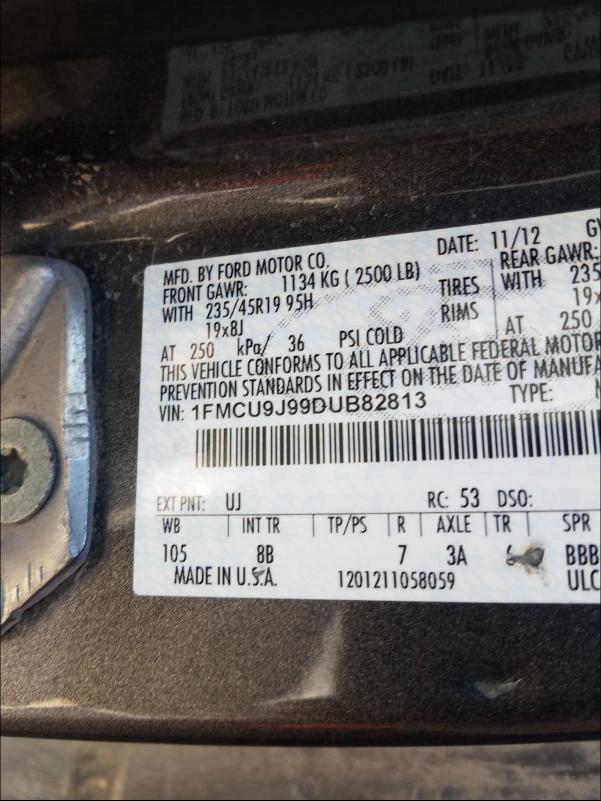 MFD. BY FORD MOTOR CO.
DATE: 11/12
FRONT GAWR: 1134 KG ( 2500 LB)
REAR GAWR:
WITH 235/45R19 95H TIRES WITH 235
19x8J RIMS 19x
AT 250 kPa/ 36 PSI COLD AT 250
THIS VEHICLE CONFORMS TO ALL APPLICABLE FEDERAL MOTOR
PREVENTION STANDARDS IN EFFECT ON THE DATE OF MANUFA
VIN: 1FMCU9J99DUB82813 TYPE:
EXT PNT: UJ RC: 53 DSO:
WB INT TR TP/PS R AXLE TR SPR
105 8B 7 3A BBB
MADE IN U.S.A. 1201211058059 ULC